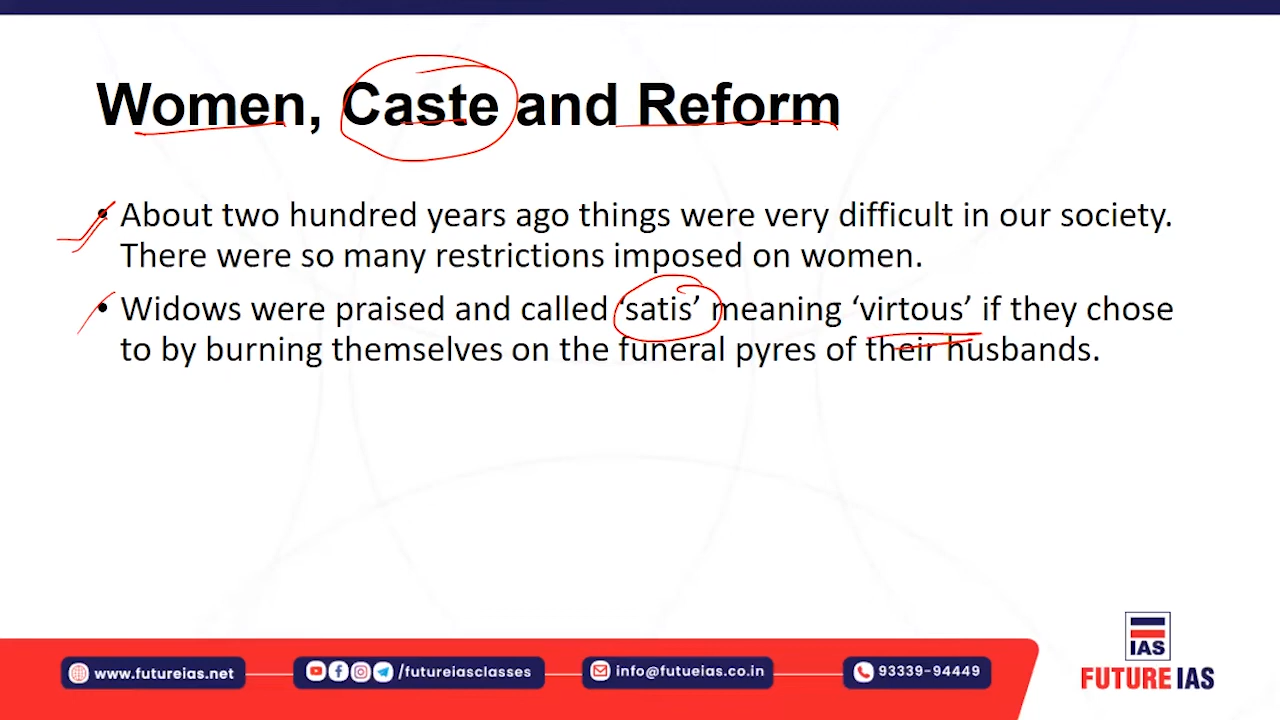 Women, Caste and Reform
• About two hundred years ago things were very difficult in our society.
There were so many restrictions imposed on women.
• Widows were praised and called ‘satis’ meaning ‘virtous’ if they chose
to by burning themselves on the funeral pyres of their husbands.
IAS
FUTURE IAS
www.futureias.net
/futureiasclasses
info@futueias.co.in
93339-94449